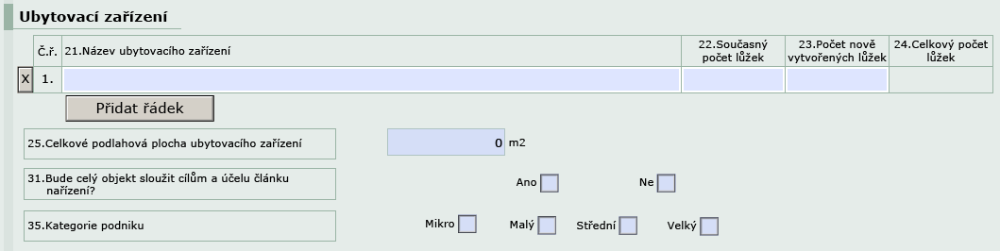 Ubytovací zařízení
Č.ř. 21.Název ubytovacího zařízení 22.Současný počet lůžek 23.Počet nově vytvořených lůžek 24.Celkový počet lůžek
X 1.
Přidat řádek
25.Celkové podlahová plocha ubytovacího zařízení 0 m2
31.Bude celý objekt sloužit cílům a účelu článku
nařízení?
Ano Ne
35.Kategorie podniku Mikro Malý Střední Velký